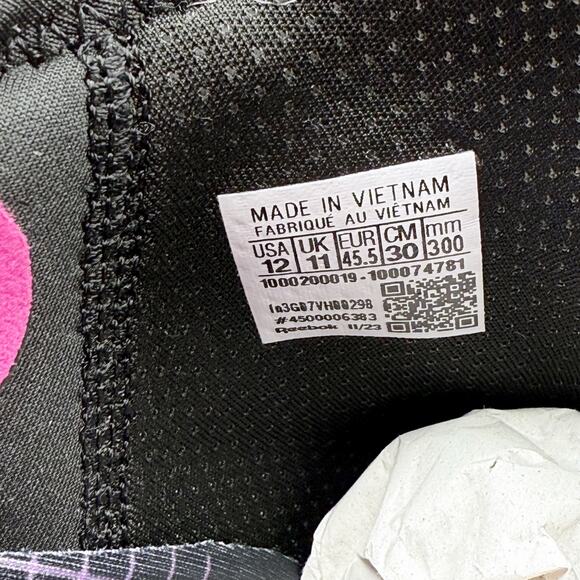 MADE IN VIETNAM
FABRIQUÉ AU VIÊTNAM
USA UK EUR CM mm
12 11 45.5 30 300
1000200019-100074781
#4500006383
Reebok 11/23